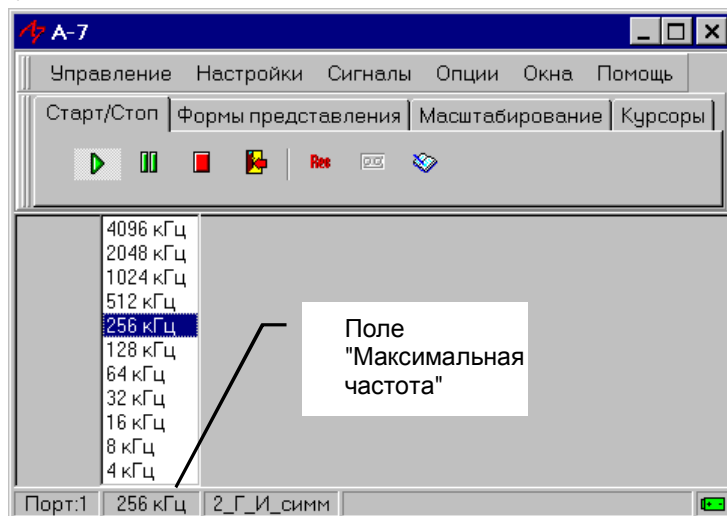 A-7
Управление Настройки Сигналы Опции Окна Помощь
Старт/Стоп Формы представления Масштабирование Курсоры
Rec
4096 кГц
2048 кГц
1024 кГц
512 кГц
256 кГц
128 кГц
64 кГц
32 кГц
16 кГц
8 кГц
4 кГц
Поле
"Максимальная
частота"
Порт:1 256 кГц 2_Г_И_симм